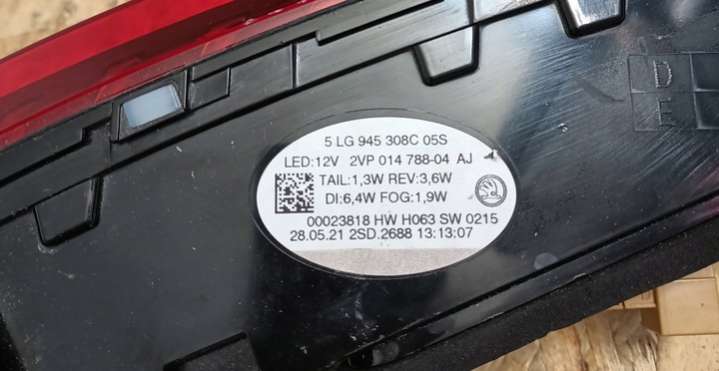 5 LG 945 308C 05S
LED:12V 2VP 014 788-04 AJ
TAIL:1,3W REV:3,6W
DI:6,4W FOG:1,9W
00023818 HW H063 SW 0215
28.05.21 2SD.2688 13:13:07
D
E